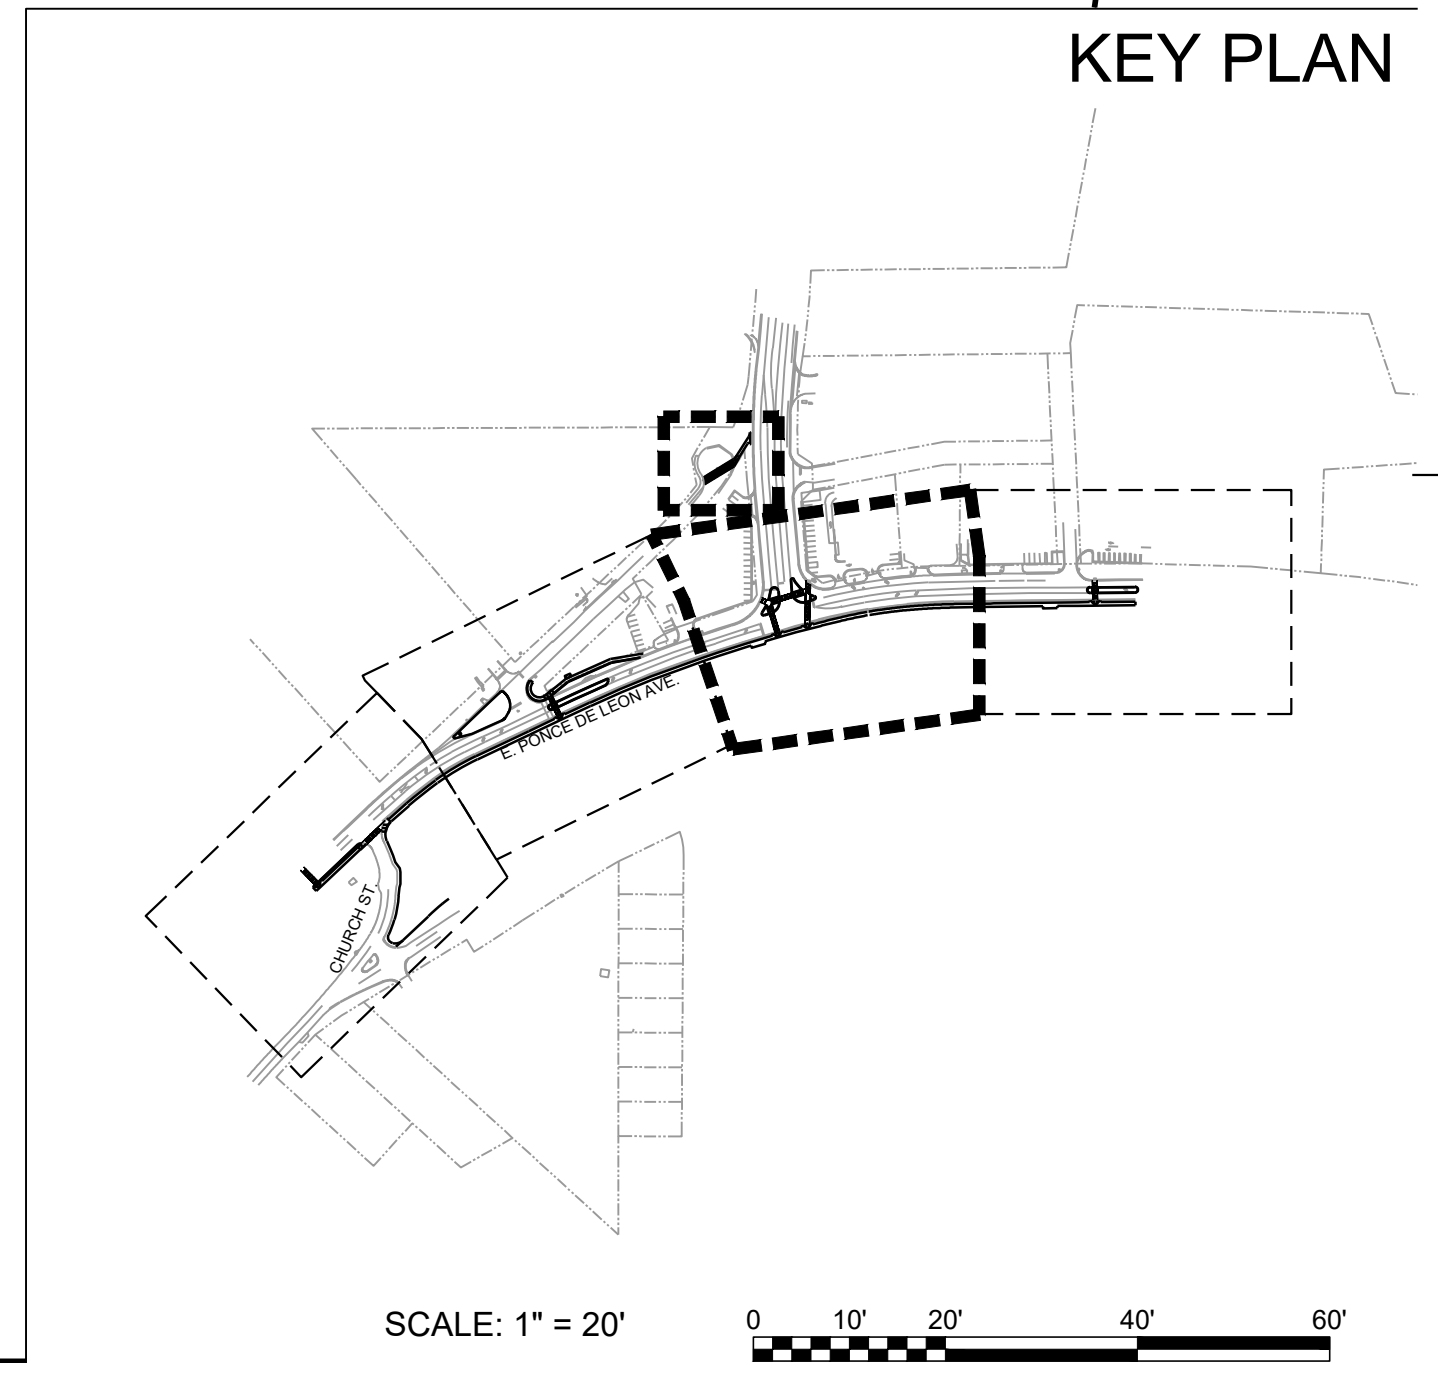 KEY PLAN
E. PONCE DE LEON AVE.
CHURCH ST.
SCALE: 1" = 20'
0 10' 20' 40' 60'